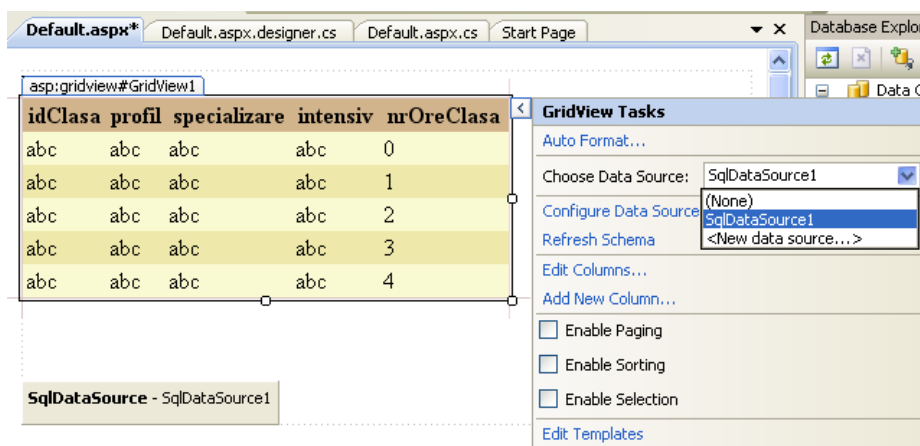 Default.aspx* Default.aspx.designer.cs Default.aspx.cs Start Page
Database Explo
asp:gridview#GridView1
Data C
idClasa profil specializare intensiv nrOreClasa
abc abc abc abc 0
abc abc abc abc 1
abc abc abc abc 2
abc abc abc abc 3
abc abc abc abc 4
SqlDataSource - SqlDataSource1
GridView Tasks
Auto Format...
Choose Data Source: SqlDataSource1
(None)
SqlDataSource1
<New data source...>
Configure Data Source
Refresh Schema
Edit Columns...
Add New Column...
Enable Paging
Enable Sorting
Enable Selection
Edit Templates